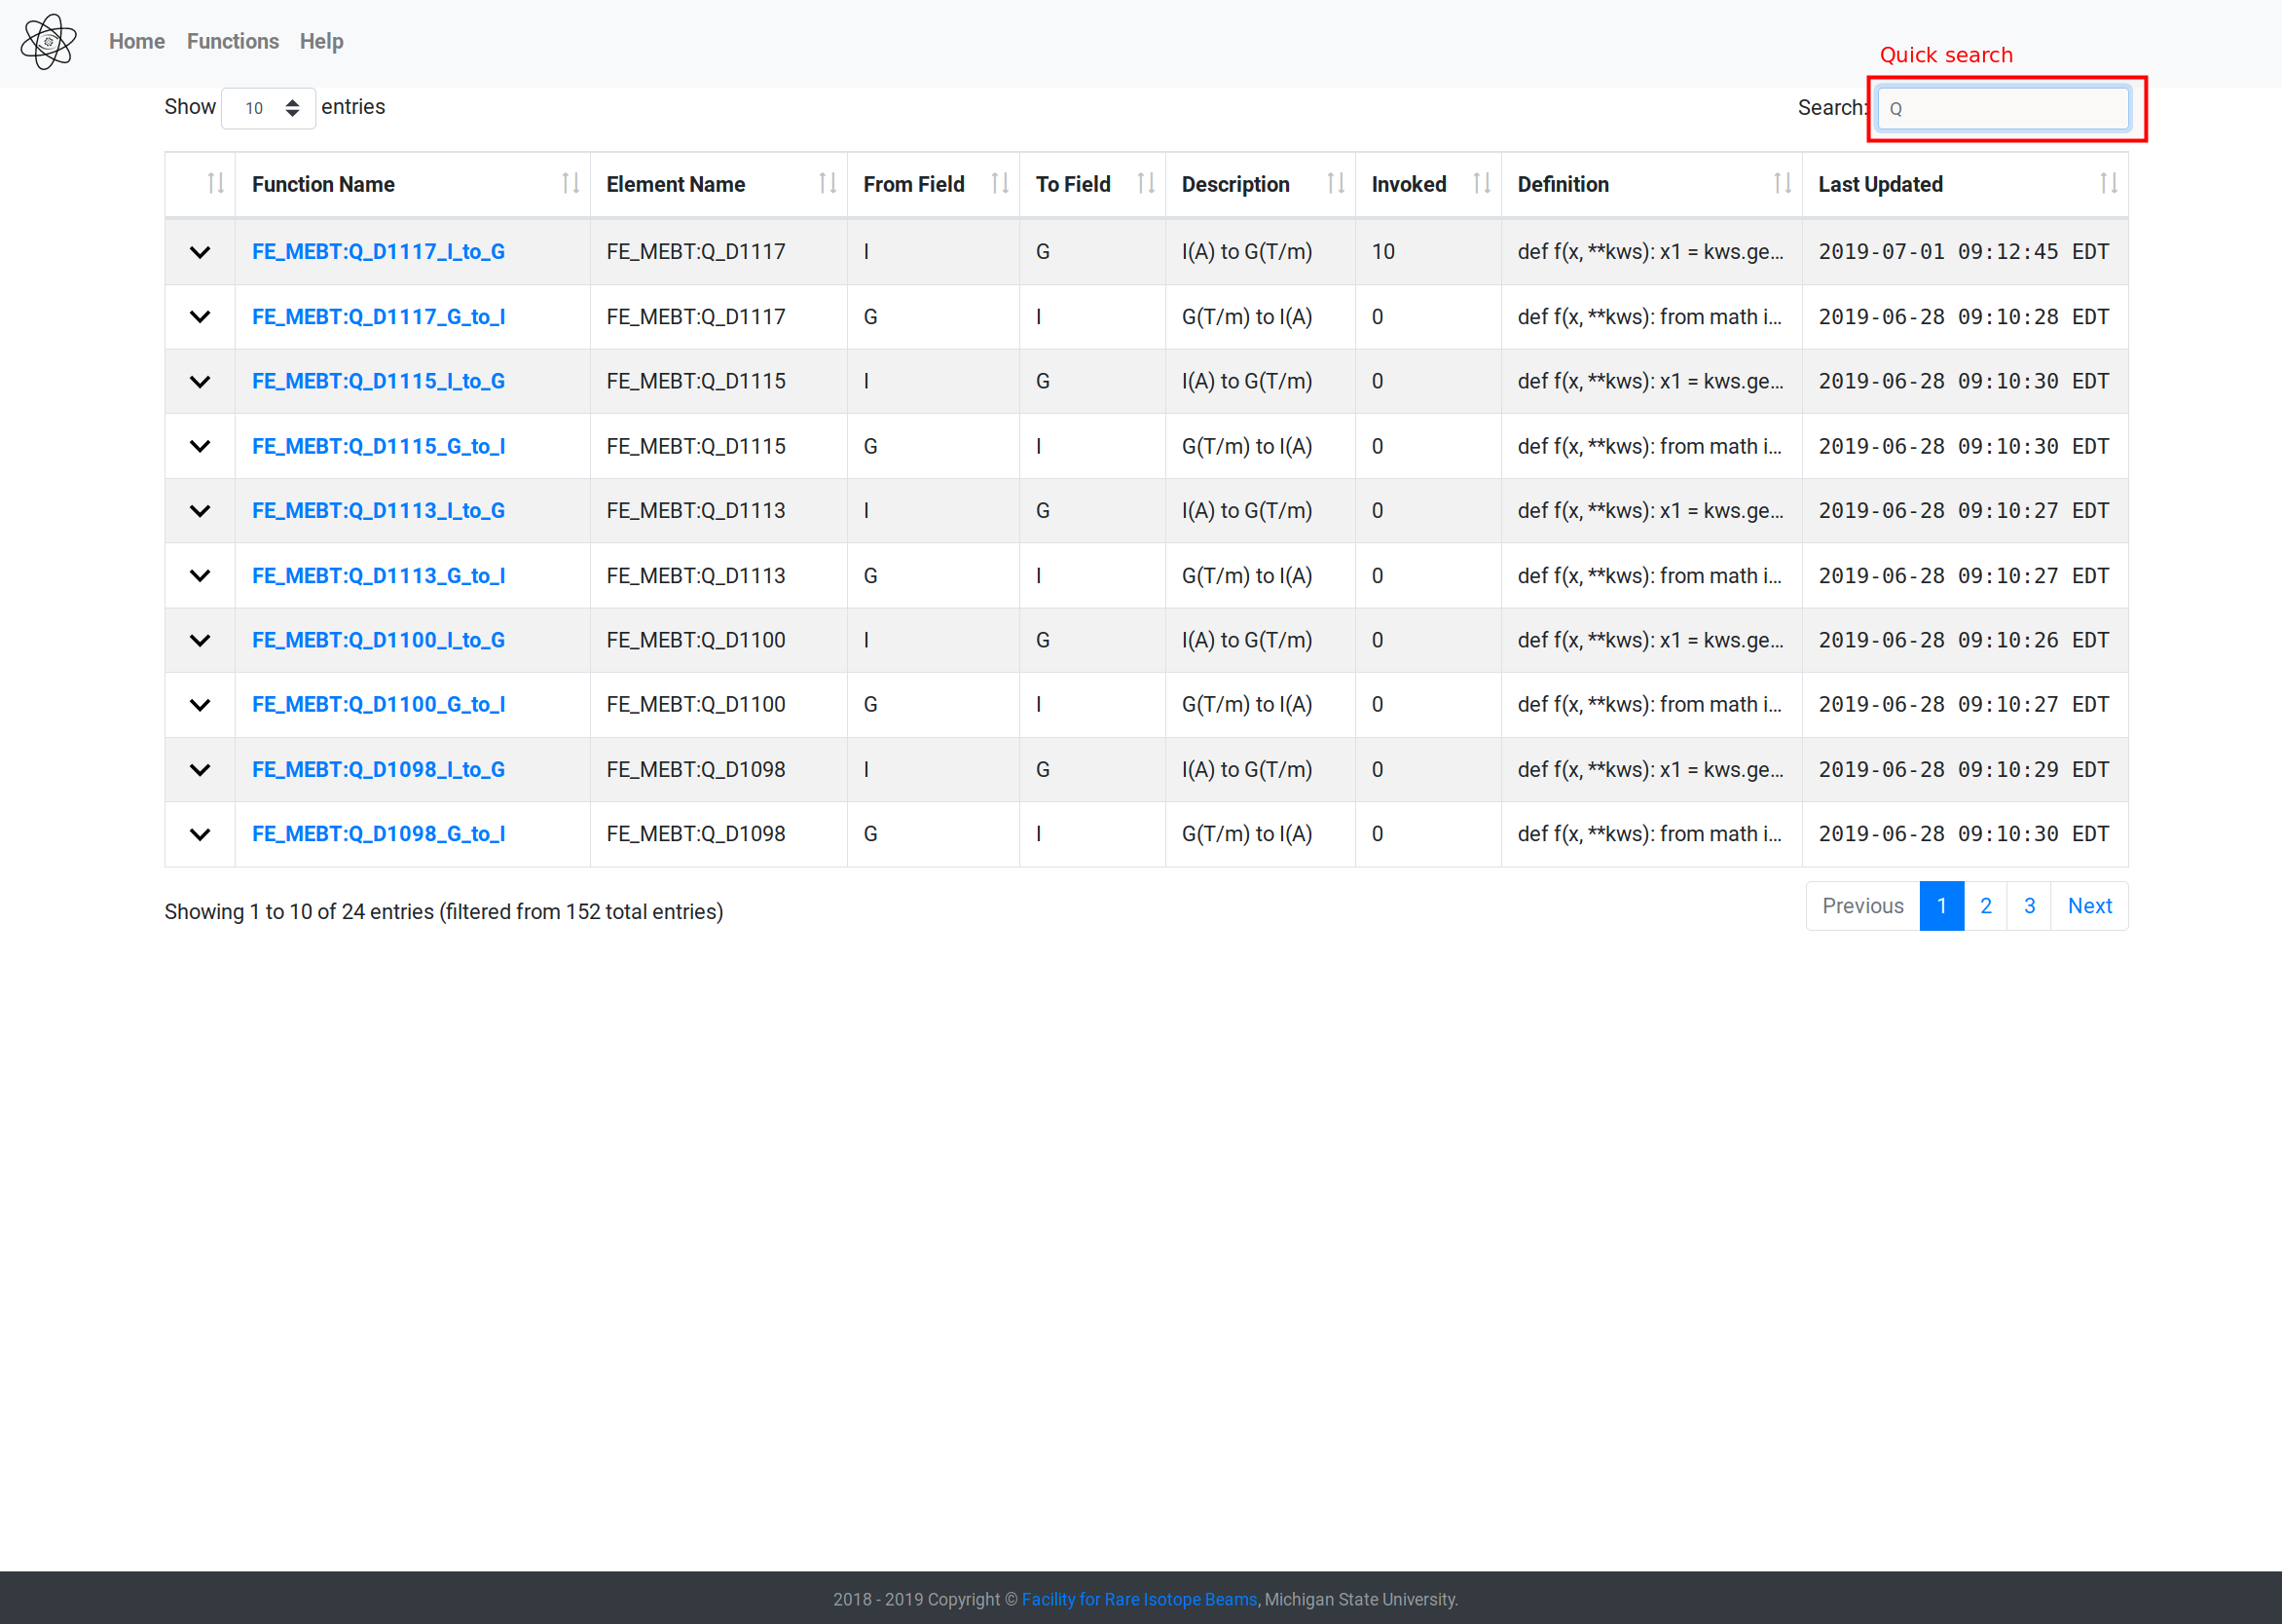 Home Functions Help
Quick search
Show 10 entries Search: Q
Function Name Element Name From Field To Field Description Invoked Definition Last Updated
FE_MEBT:Q_D1117_I_to_G FE_MEBT:Q_D1117 I G I(A) to G(T/m) 10 def f(x, **kws): x1 = kws.ge... 2019-07-01 09:12:45 EDT
FE_MEBT:Q_D1117_G_to_I FE_MEBT:Q_D1117 G I G(T/m) to I(A) 0 def f(x, **kws): from math i... 2019-06-28 09:10:28 EDT
FE_MEBT:Q_D1115_I_to_G FE_MEBT:Q_D1115 I G I(A) to G(T/m) 0 def f(x, **kws): x1 = kws.ge... 2019-06-28 09:10:30 EDT
FE_MEBT:Q_D1115_G_to_I FE_MEBT:Q_D1115 G I G(T/m) to I(A) 0 def f(x, **kws): from math i... 2019-06-28 09:10:30 EDT
FE_MEBT:Q_D1113_I_to_G FE_MEBT:Q_D1113 I G I(A) to G(T/m) 0 def f(x, **kws): x1 = kws.ge... 2019-06-28 09:10:27 EDT
FE_MEBT:Q_D1113_G_to_I FE_MEBT:Q_D1113 G I G(T/m) to I(A) 0 def f(x, **kws): from math i... 2019-06-28 09:10:27 EDT
FE_MEBT:Q_D1100_I_to_G FE_MEBT:Q_D1100 I G I(A) to G(T/m) 0 def f(x, **kws): x1 = kws.ge... 2019-06-28 09:10:26 EDT
FE_MEBT:Q_D1100_G_to_I FE_MEBT:Q_D1100 G I G(T/m) to I(A) 0 def f(x, **kws): from math i... 2019-06-28 09:10:27 EDT
FE_MEBT:Q_D1098_I_to_G FE_MEBT:Q_D1098 I G I(A) to G(T/m) 0 def f(x, **kws): x1 = kws.ge... 2019-06-28 09:10:29 EDT
FE_MEBT:Q_D1098_G_to_I FE_MEBT:Q_D1098 G I G(T/m) to I(A) 0 def f(x, **kws): from math i... 2019-06-28 09:10:30 EDT
Showing 1 to 10 of 24 entries (filtered from 152 total entries) Previous 1 2 3 Next
2018 - 2019 Copyright © Facility for Rare Isotope Beams, Michigan State University.